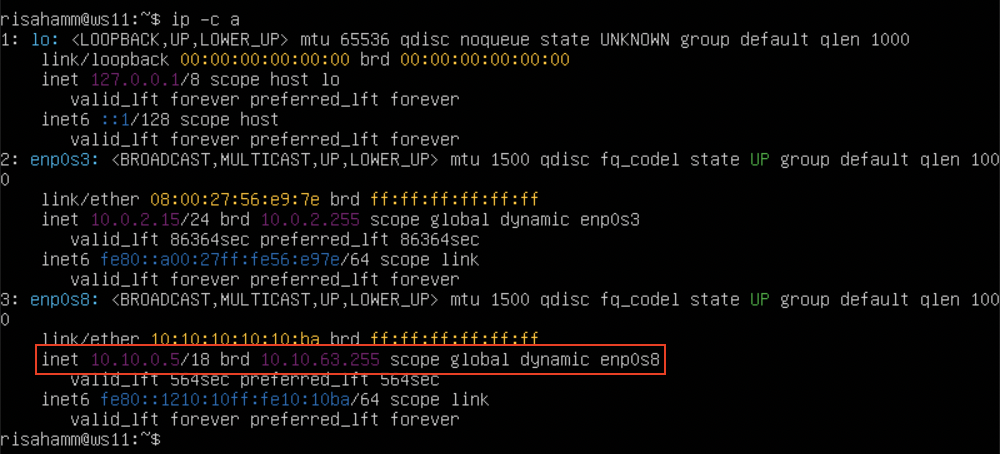 risahamm@ws11:~$ ip -c a
1: lo: <LOOPBACK,UP,LOWER_UP> mtu 65536 qdisc noqueue state UNKNOWN group default qlen 1000
link/loopback 00:00:00:00:00:00 brd 00:00:00:00:00:00
inet 127.0.0.1/8 scope host lo
valid_lft forever preferred_lft forever
inet6 ::1/128 scope host
valid_lft forever preferred_lft forever
2: enp0s3: <BROADCAST,MULTICAST,UP,LOWER_UP> mtu 1500 qdisc fq_codel state UP group default qlen 100
0
link/ether 08:00:27:56:e9:7e brd ff:ff:ff:ff:ff:ff
inet 10.0.2.15/24 brd 10.0.2.255 scope global dynamic enp0s3
valid_lft 86364sec preferred_lft 86364sec
inet6 fe80::a00:27ff:fe56:e97e/64 scope link
valid_lft forever preferred_lft forever
3: enp0s8: <BROADCAST,MULTICAST,UP,LOWER_UP> mtu 1500 qdisc fq_codel state UP group default qlen 100
0
link/ether 10:10:10:10:10:ba brd ff:ff:ff:ff:ff:ff
inet 10.10.0.5/18 brd 10.10.63.255 scope global dynamic enp0s8
valid_lft 564sec preferred_lft 564sec
inet6 fe80::1210:10ff:fe10:10ba/64 scope link
valid_lft forever preferred_lft forever
risahamm@ws11:~$